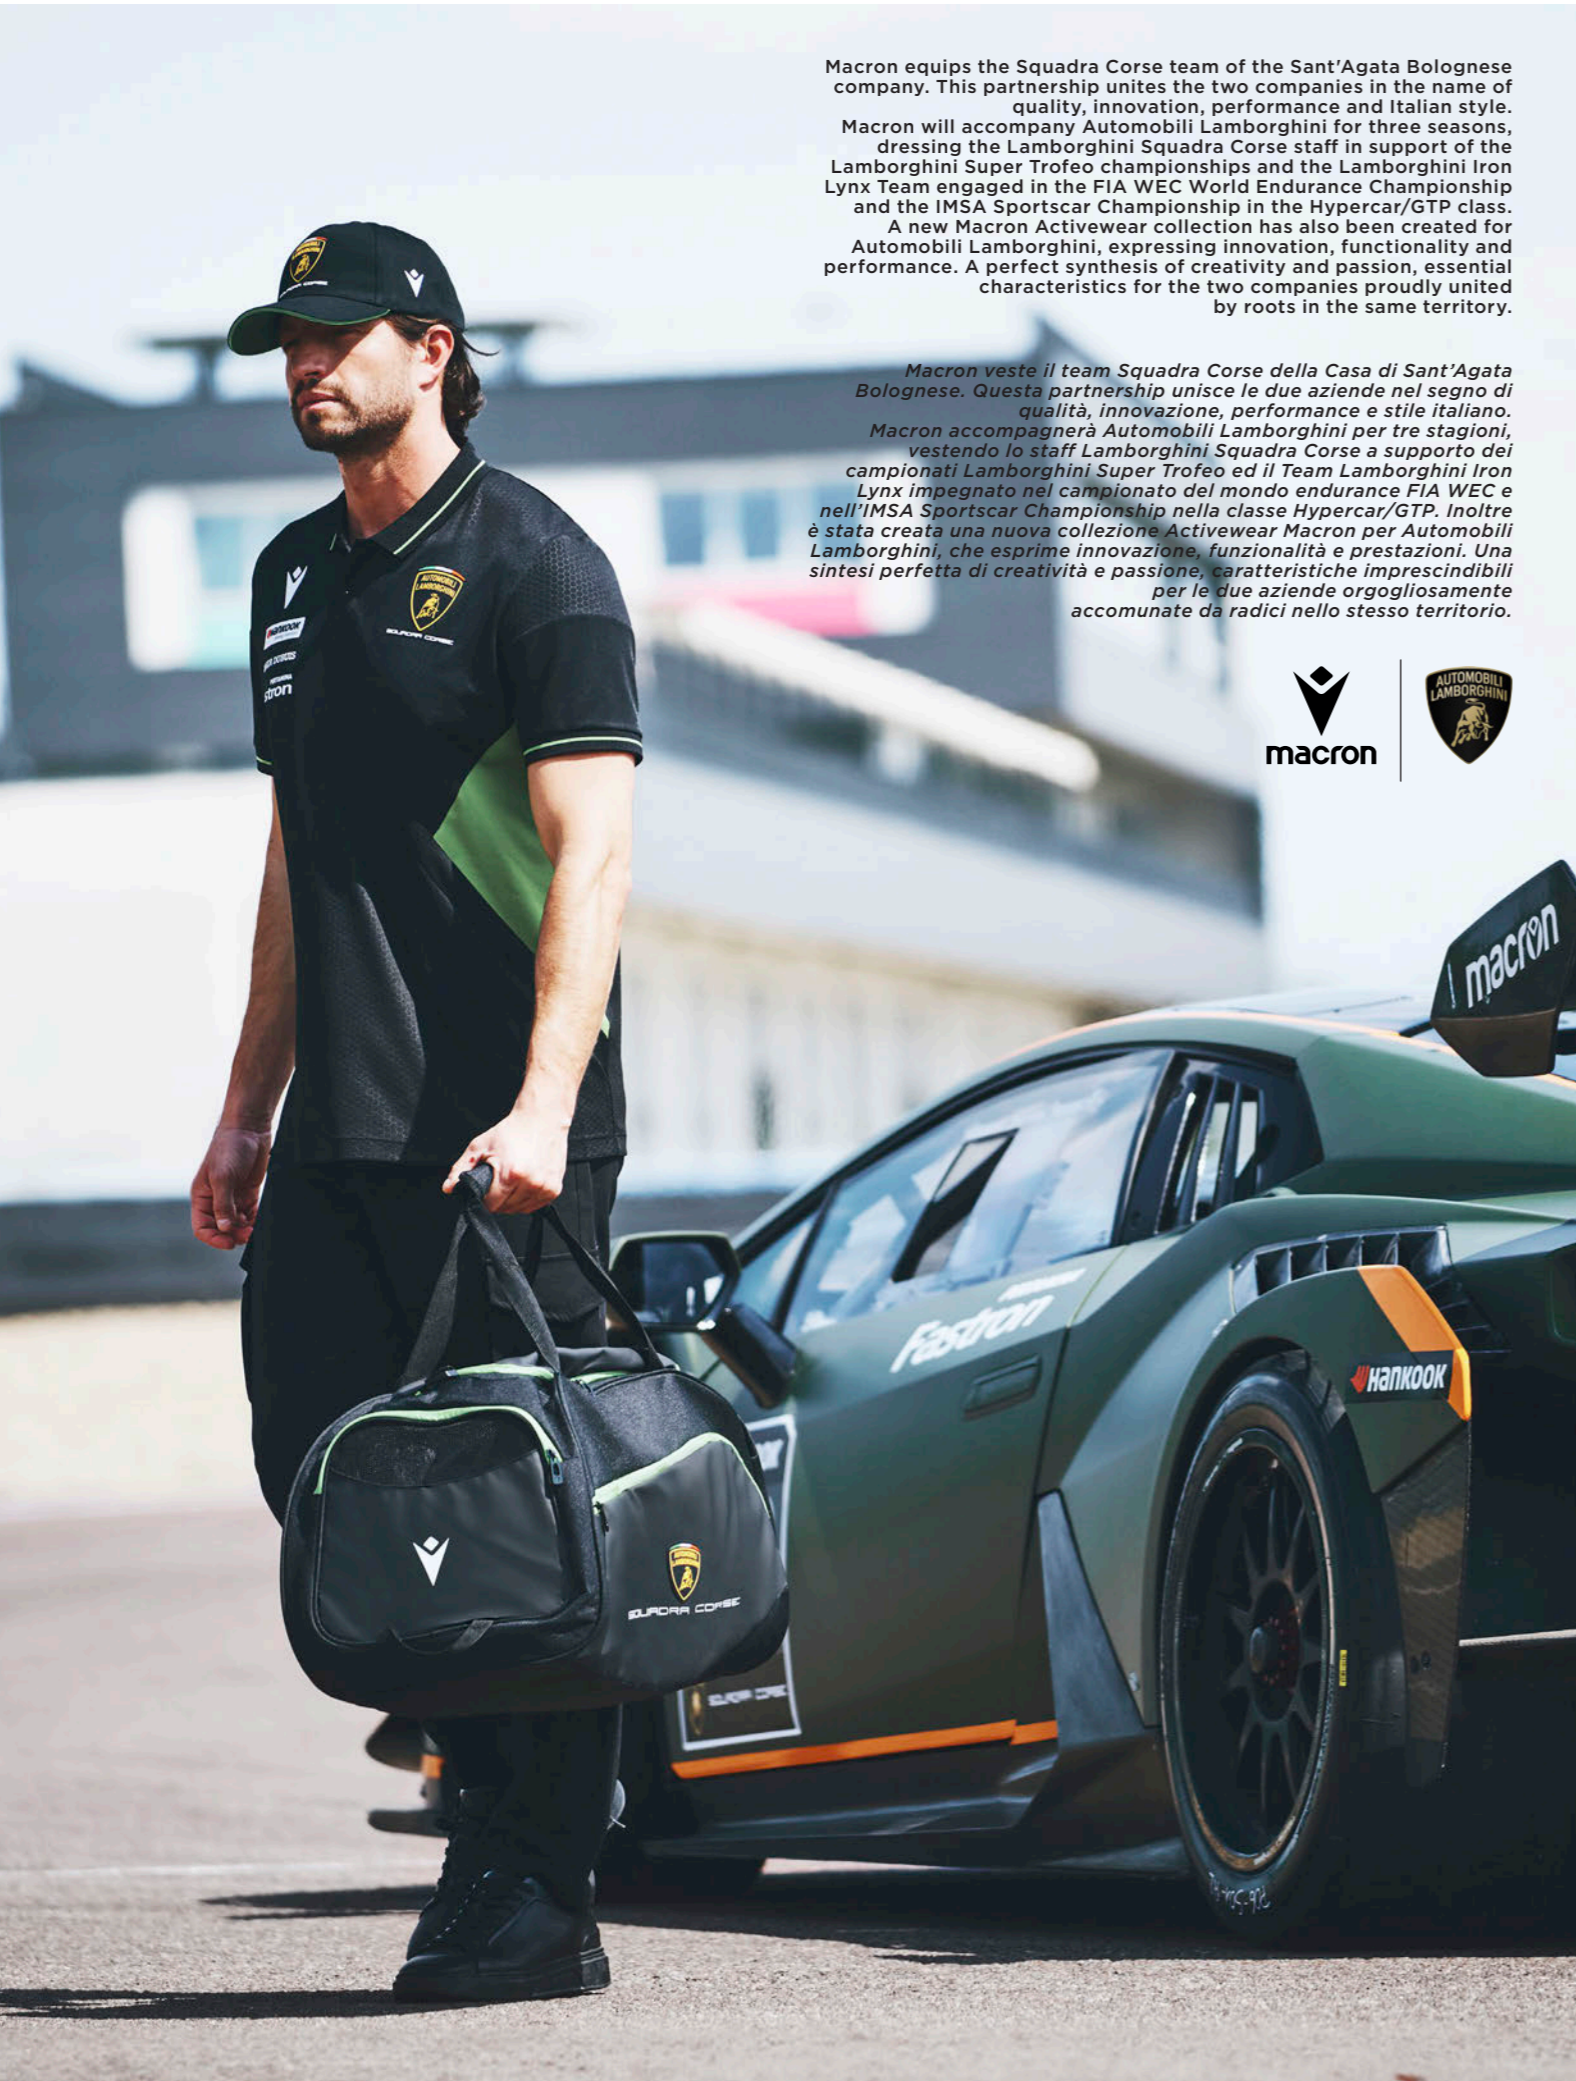 Macron equips the Squadra Corse team of the Sant'Agata Bolognese
company. This partnership unites the two companies in the name of
quality, innovation, performance and Italian style.
Macron will accompany Automobili Lamborghini for three seasons,
dressing the Lamborghini Squadra Corse staff in support of the
Lamborghini Super Trofeo championships and the Lamborghini Iron
Lynx Team engaged in the FIA WEC World Endurance Championship
and the IMSA Sportscar Championship in the Hypercar/GTP class.
A new Macron Activewear collection has also been created for
Automobili Lamborghini, expressing innovation, functionality and
performance. A perfect synthesis of creativity and passion, essential
characteristics for the two companies proudly united
by roots in the same territory.
Macron veste il team Squadra Corse della Casa di Sant’Agata
Bolognese. Questa partnership unisce le due aziende nel segno di
qualità, innovazione, performance e stile italiano.
Macron accompagnerà Automobili Lamborghini per tre stagioni,
vestendo lo staff Lamborghini Squadra Corse a supporto dei
campionati Lamborghini Super Trofeo ed il Team Lamborghini Iron
Lynx impegnato nel campionato del mondo endurance FIA WEC e
nell’IMSA Sportscar Championship nella classe Hypercar/GTP. Inoltre
è stata creata una nuova collezione Activewear Macron per Automobili
Lamborghini, che esprime innovazione, funzionalità e prestazioni. Una
sintesi perfetta di creatività e passione, caratteristiche imprescindibili
per le due aziende orgogliosamente
accomunate da radici nello stesso territorio.
macron
AUTOMOBILI
LAMBORGHINI
AUTOMOBILI
LAMBORGHINI
SQUADRA CORSE
HANKOOK
stron
macron
Fastron
HANKOOK
SQUADRA CORSE
SQUADRA CORSE